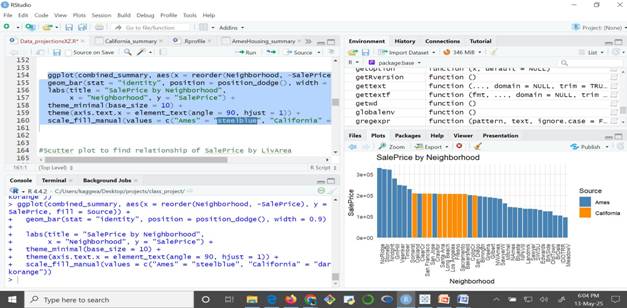 RStudio
File Edit Code View Plots Session Build Debug Profile Tools Help
Go to file/function
Addins
Project: (None)
Data_projectionsXZ.R*
California_summary
.Rprofile
AmesHousing_summary
Source on Save
Run
Source
152
153
154 ggplot(combined_summary, aes(x = reorder(Neighborhood, -SalePrice
155 geom_bar(stat = "identity", position = position_dodge(), width =
156 labs(title = "SalePrice by Neighborhood",
157 x = "Neighborhood", y = "SalePrice") +
158 theme_minimal(base_size = 10) +
159 theme(axis.text.x = element_text(angle = 90, hjust = 1)) +
160 scale_fill_manual(values = c("Ames" = "steelblue", "California" =
161
#Scutter plot to find relationship of SalePrice by LivArea
161:1
(Top Level)
R Script
Console Terminal Background Jobs
R 4.4.2 C:/Users/kaggea/Desktop/projects/class_project/
korange"))
> ggplot(combined_summary, aes(x = reorder(Neighborhood, -SalePrice), y =
SalePrice, fill = Source)) +
+ geom_bar(stat = "identity", position = position_dodge(), width = 0.9)
+
+ labs(title = "SalePrice by Neighborhood",
+ x = "Neighborhood", y = "SalePrice") +
+ theme_minimal(base_size = 10) +
+ theme(axis.text.x = element_text(angle = 90, hjust = 1)) +
+ scale_fill_manual(values = c("Ames" = "steelblue", "California" = "dar
korange"))
>
Environment History Connections Tutorial
Import Dataset
346 MiB
List
R
package:base
getOption function (x, default = NULL)
getRversion function ()
gettext function (..., domain = NULL, trim = TRU…
gettextf function (fmt, ..., domain = NULL, trim…
getwd function ()
globalenv function ()
gregexpr function (pattern, text, ignore.case = F…
Files Plots Packages Help Viewer Presentation
Zoom
Export
Publish
SalePrice by Neighborhood
3e+05
2e+05
1e+05
0e+00
SalePrice
Neighborhood
Source
Ames
California
Type here to search
6:04 PM
13-May-25